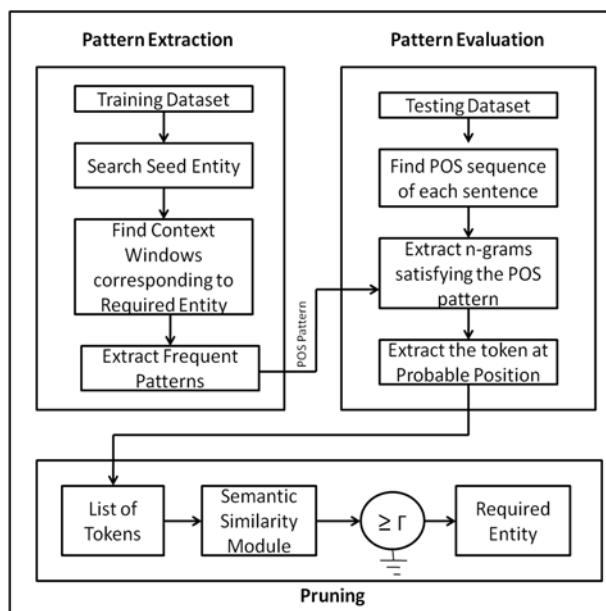 Pattern Extraction
Training Dataset
Search Seed Entity
Find Context
Windows
corresponding to
Required Entity
Extract Frequent
Patterns
POS Pattern
Pattern Evaluation
Testing Dataset
Find POS sequence
of each sentence
Extract n-grams
satisfying the POS
pattern
Extract the token at
Probable Position
List of
Tokens
Semantic
Similarity
Module
≥ Γ
Required
Entity
Pruning